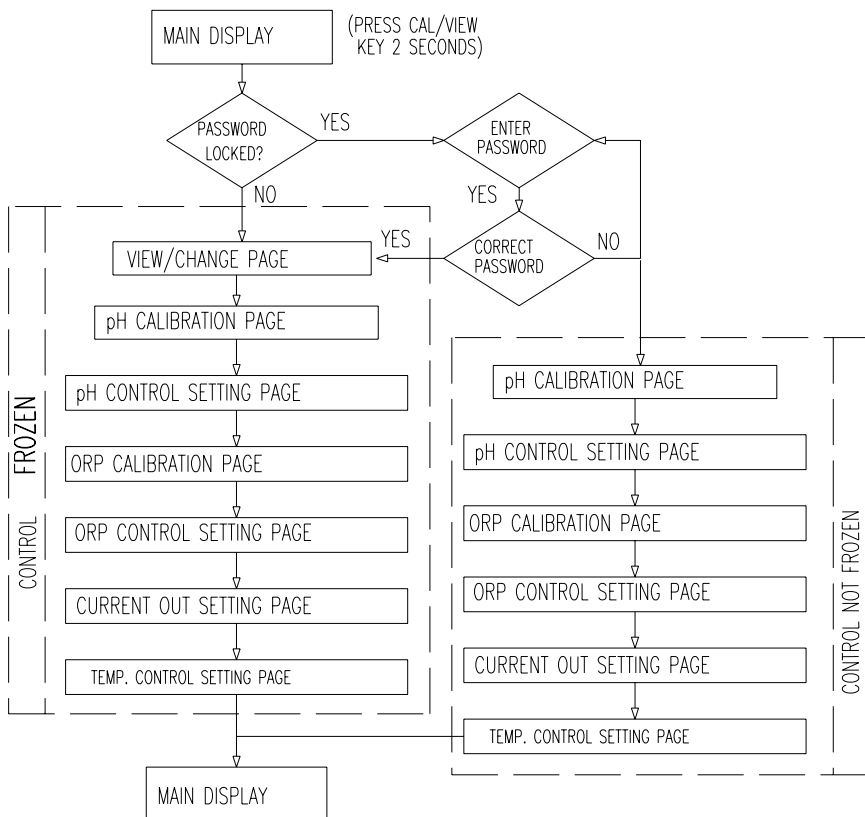 MAIN DISPLAY
(PRESS CAL/VIEW
KEY 2 SECONDS)
PASSWORD
LOCKED?
YES
ENTER
PASSWORD
NO
YES
VIEW/CHANGE PAGE
YES
CORRECT
PASSWORD
NO
pH CALIBRATION PAGE
pH CONTROL SETTING PAGE
ORP CALIBRATION PAGE
ORP CONTROL SETTING PAGE
CURRENT OUT SETTING PAGE
TEMP. CONTROL SETTING PAGE
CONTROL
FROZEN
pH CALIBRATION PAGE
pH CONTROL SETTING PAGE
ORP CALIBRATION PAGE
ORP CONTROL SETTING PAGE
CURRENT OUT SETTING PAGE
TEMP. CONTROL SETTING PAGE
CONTROL NOT FROZEN
MAIN DISPLAY